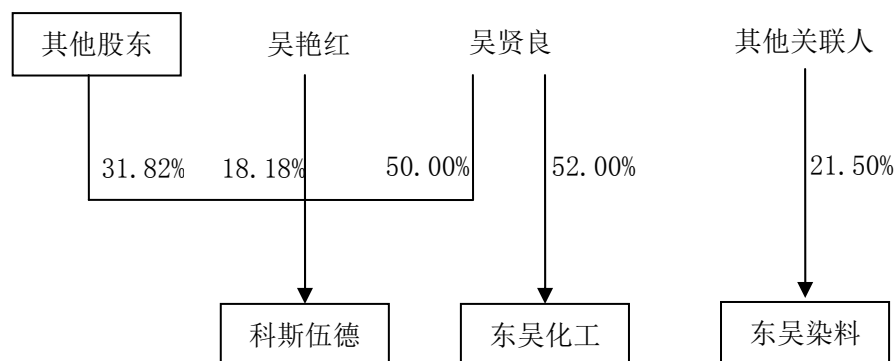 其他股东 吴艳红 吴贤良 其他关联人
31.82% 18.18% 50.00% 52.00% 21.50%
科斯伍德 东吴化工 东吴染料